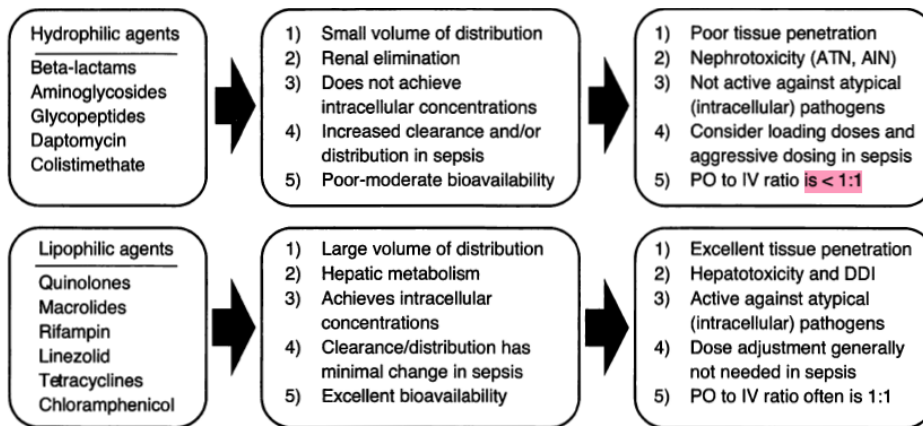 Hydrophilic agents
Beta-lactams
Aminoglycosides
Glycopeptides
Daptomycin
Colistimethate
1) Small volume of distribution
2) Renal elimination
3) Does not achieve
intracellular concentrations
4) Increased clearance and/or
distribution in sepsis
5) Poor-moderate bioavailability
1) Poor tissue penetration
2) Nephrotoxicity (ATN, AIN)
3) Not active against atypical
(intracellular) pathogens
4) Consider loading doses and
aggressive dosing in sepsis
5) PO to IV ratio is < 1:1
Lipophilic agents
Quinolones
Macrolides
Rifampin
Linezolid
Tetracyclines
Chloramphenicol
1) Large volume of distribution
2) Hepatic metabolism
3) Achieves intracellular
concentrations
4) Clearance/distribution has
minimal change in sepsis
5) Excellent bioavailability
1) Excellent tissue penetration
2) Hepatotoxicity and DDI
3) Active against atypical
(intracellular) pathogens
4) Dose adjustment generally
not needed in sepsis
5) PO to IV ratio often is 1:1